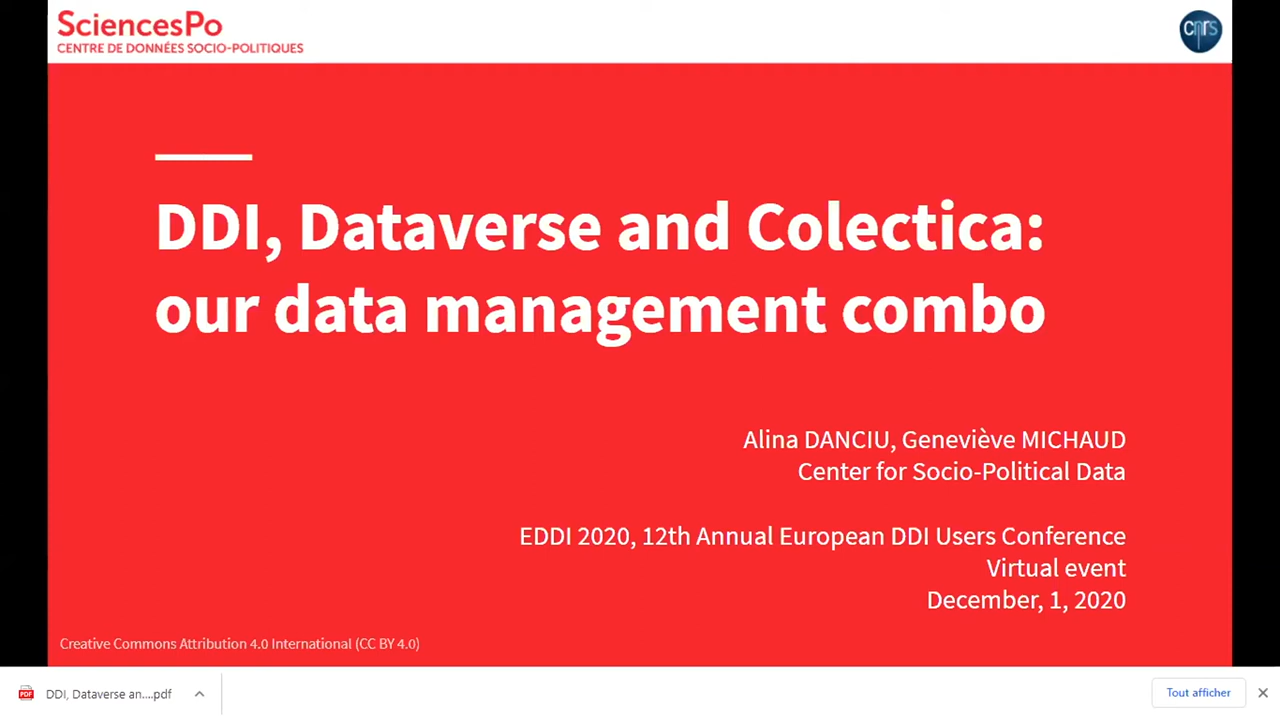 SciencesPo
CENTRE DE DONNÉES SOCIO-POLITIQUES
cnrs
DDI, Dataverse and Colectica:
our data management combo
Alina DANCIU, Geneviève MICHAUD
Center for Socio-Political Data
EDDI 2020, 12th Annual European DDI Users Conference
Virtual event
December, 1, 2020
Creative Commons Attribution 4.0 International (CC BY 4.0)
PDF
DDI, Dataverse an....pdf
Tout afficher